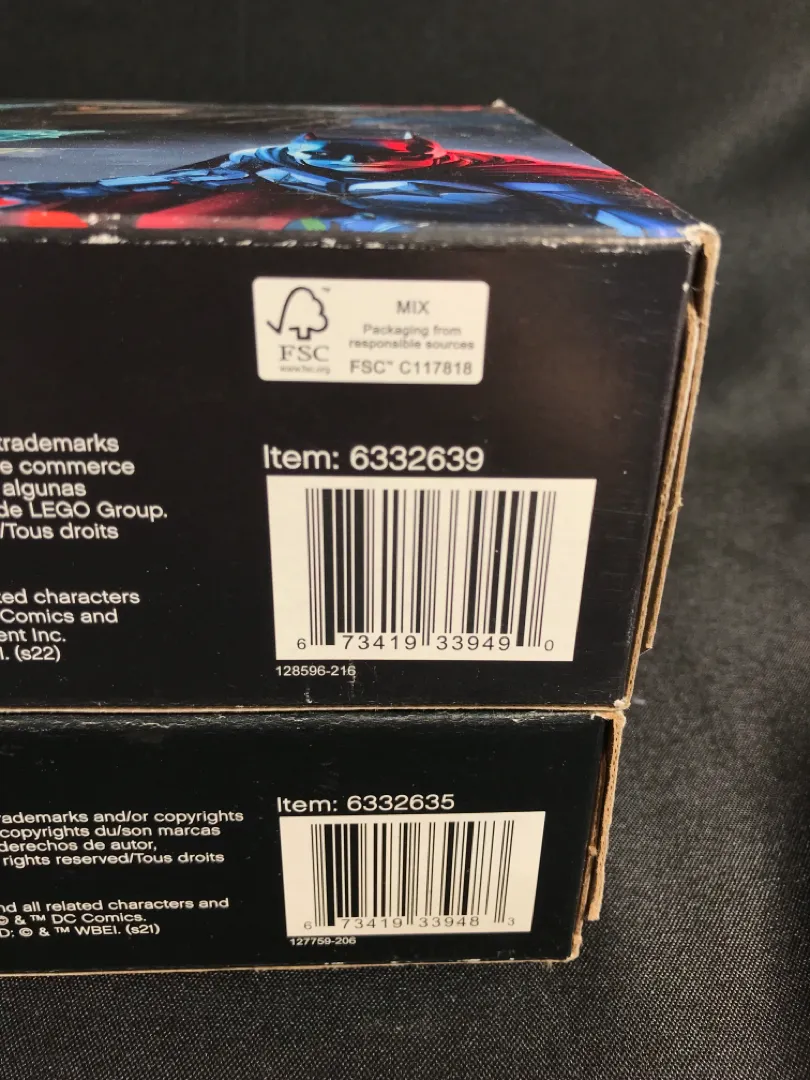 MIX
Packaging from
responsible sources
FSC
www.fsc.org
FSC™ C117818
trademarks
e commerce
algunas
de LEGO Group.
/Tous droits
ted characters
Comics and
ent Inc.
I. (s22)
Item: 6332639
6 73419 33949 0
128596-216
rademarks and/or copyrights
copyrights du/son marcas
derechos de autor,
rights reserved/Tous droits
nd all related characters and
© & ™ DC Comics.
D: © & ™ WBEI. (s21)
Item: 6332635
6 73419 33948 3
127759-206